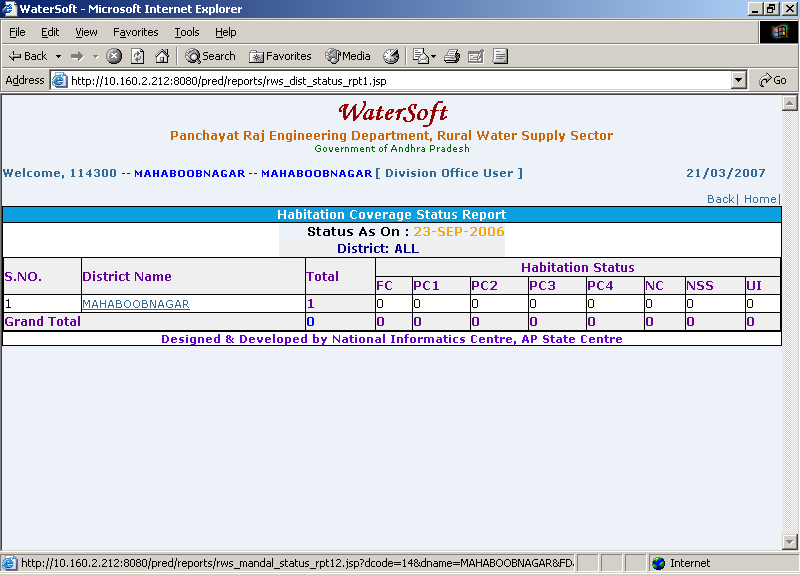 WaterSoft - Microsoft Internet Explorer
File Edit View Favorites Tools Help
Back Search Favorites Media
Address http://10.160.2.212:8080/pred/reports/rws_dist_status_rpt1.jsp Go
WaterSoft
Panchayat Raj Engineering Department, Rural Water Supply Sector
Government of Andhra Pradesh
Welcome, 114300 -- MAHABOOBNAGAR -- MAHABOOBNAGAR [ Division Office User ] 21/03/2007
Back| Home|
Habitation Coverage Status Report
Status As On : 23-SEP-2006
District: ALL
S.NO. District Name Total Habitation Status
FC PC1 PC2 PC3 PC4 NC NSS UI
1 MAHABOOBNAGAR 1 0 0 0 0 0 0 0 0
Grand Total 0 0 0 0 0 0 0 0 0
Designed & Developed by National Informatics Centre, AP State Centre
http://10.160.2.212:8080/pred/reports/rws_mandal_status_rpt12.jsp?dcode=14&dname=MAHABOOBNAGAR&FD Internet